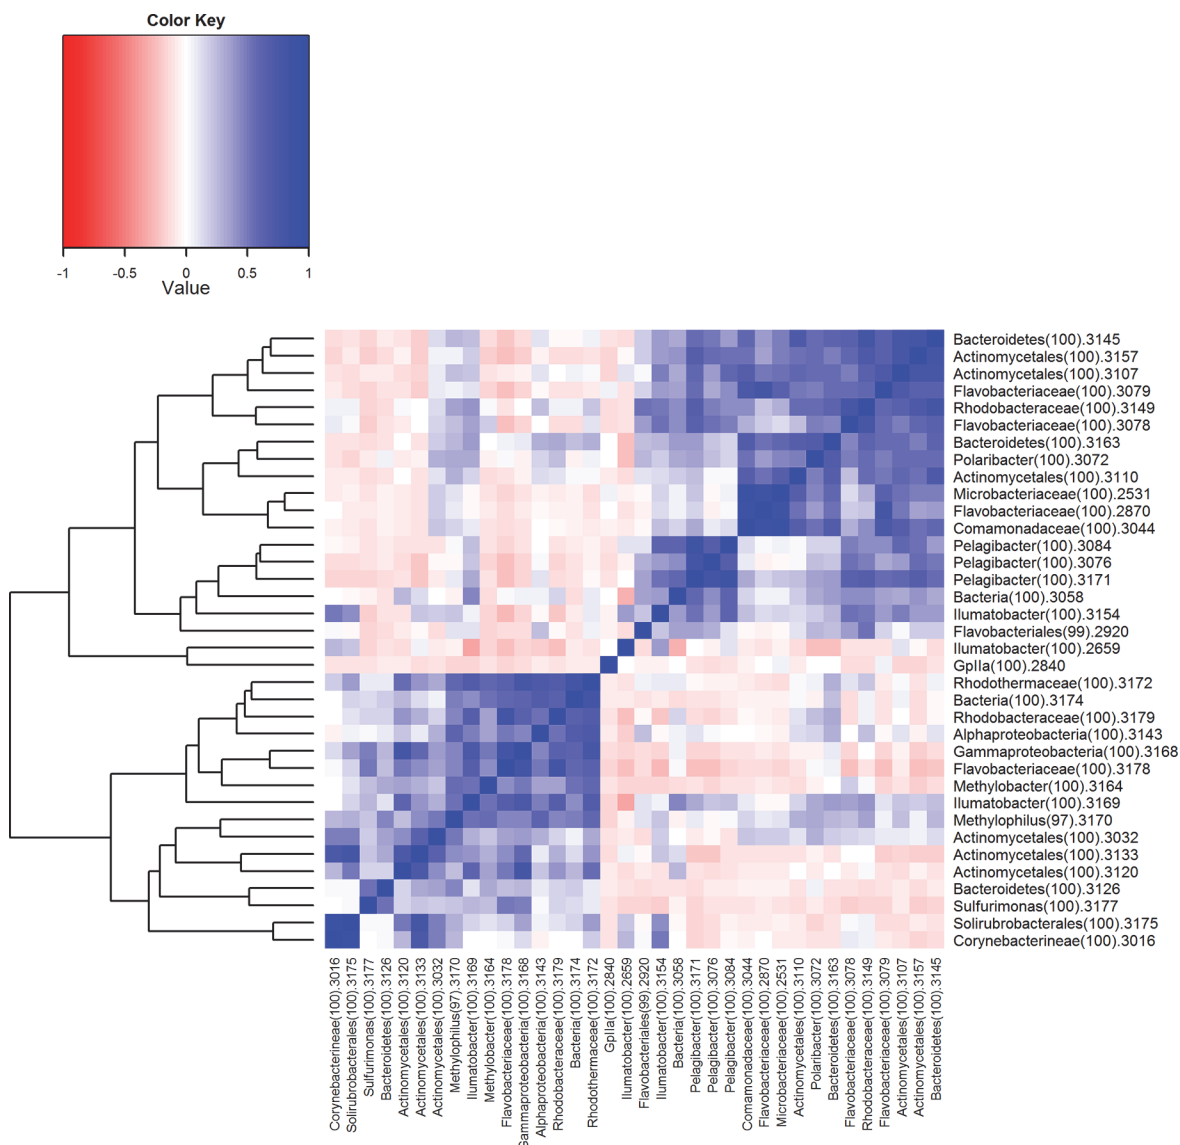 Color Key
-1 -0.5 0 0.5 1
Value
Bacteroidetes(100).3145
Actinomycetales(100).3157
Actinomycetales(100).3107
Flavobacteriaceae(100).3079
Rhodobacteraceae(100).3149
Flavobacteriaceae(100).3078
Bacteroidetes(100).3163
Polaribacter(100).3072
Actinomycetales(100).3110
Microbacteriaceae(100).2531
Flavobacteriaceae(100).2870
Comamonadaceae(100).3044
Pelagibacter(100).3084
Pelagibacter(100).3076
Pelagibacter(100).3171
Bacteria(100).3058
Ilumatobacter(100).3154
Flavobacteriales(99).2920
Ilumatobacter(100).2659
GpIIa(100).2840
Rhodothermaceae(100).3172
Bacteria(100).3174
Rhodobacteraceae(100).3179
Alphaproteobacteria(100).3143
Gammaproteobacteria(100).3168
Flavobacteriaceae(100).3178
Methylobacter(100).3164
Ilumatobacter(100).3169
Methylophilus(97).3170
Actinomycetales(100).3032
Actinomycetales(100).3133
Actinomycetales(100).3120
Bacteroidetes(100).3126
Sulfurimonas(100).3177
Solirubrobacterales(100).3175
Corynebacterineae(100).3016
Corynebacterineae(100).3016
Solirubrobacterales(100).3175
Sulfurimonas(100).3177
Bacteroidetes(100).3126
Actinomycetales(100).3120
Actinomycetales(100).3133
Actinomycetales(100).3032
Methylophilus(97).3170
Ilumatobacter(100).3169
Methylobacter(100).3164
Flavobacteriaceae(100).3178
Gammaproteobacteria(100).3168
Alphaproteobacteria(100).3143
Rhodobacteraceae(100).3179
Bacteria(100).3174
Rhodothermaceae(100).3172
GpIIa(100).2840
Ilumatobacter(100).2659
Flavobacteriales(99).2920
Ilumatobacter(100).3154
Bacteria(100).3058
Pelagibacter(100).3171
Pelagibacter(100).3076
Pelagibacter(100).3084
Comamonadaceae(100).3044
Flavobacteriaceae(100).2870
Microbacteriaceae(100).2531
Actinomycetales(100).3110
Polaribacter(100).3072
Bacteroidetes(100).3163
Flavobacteriaceae(100).3078
Rhodobacteraceae(100).3149
Flavobacteriaceae(100).3079
Actinomycetales(100).3107
Actinomycetales(100).3157
Bacteroidetes(100).3145